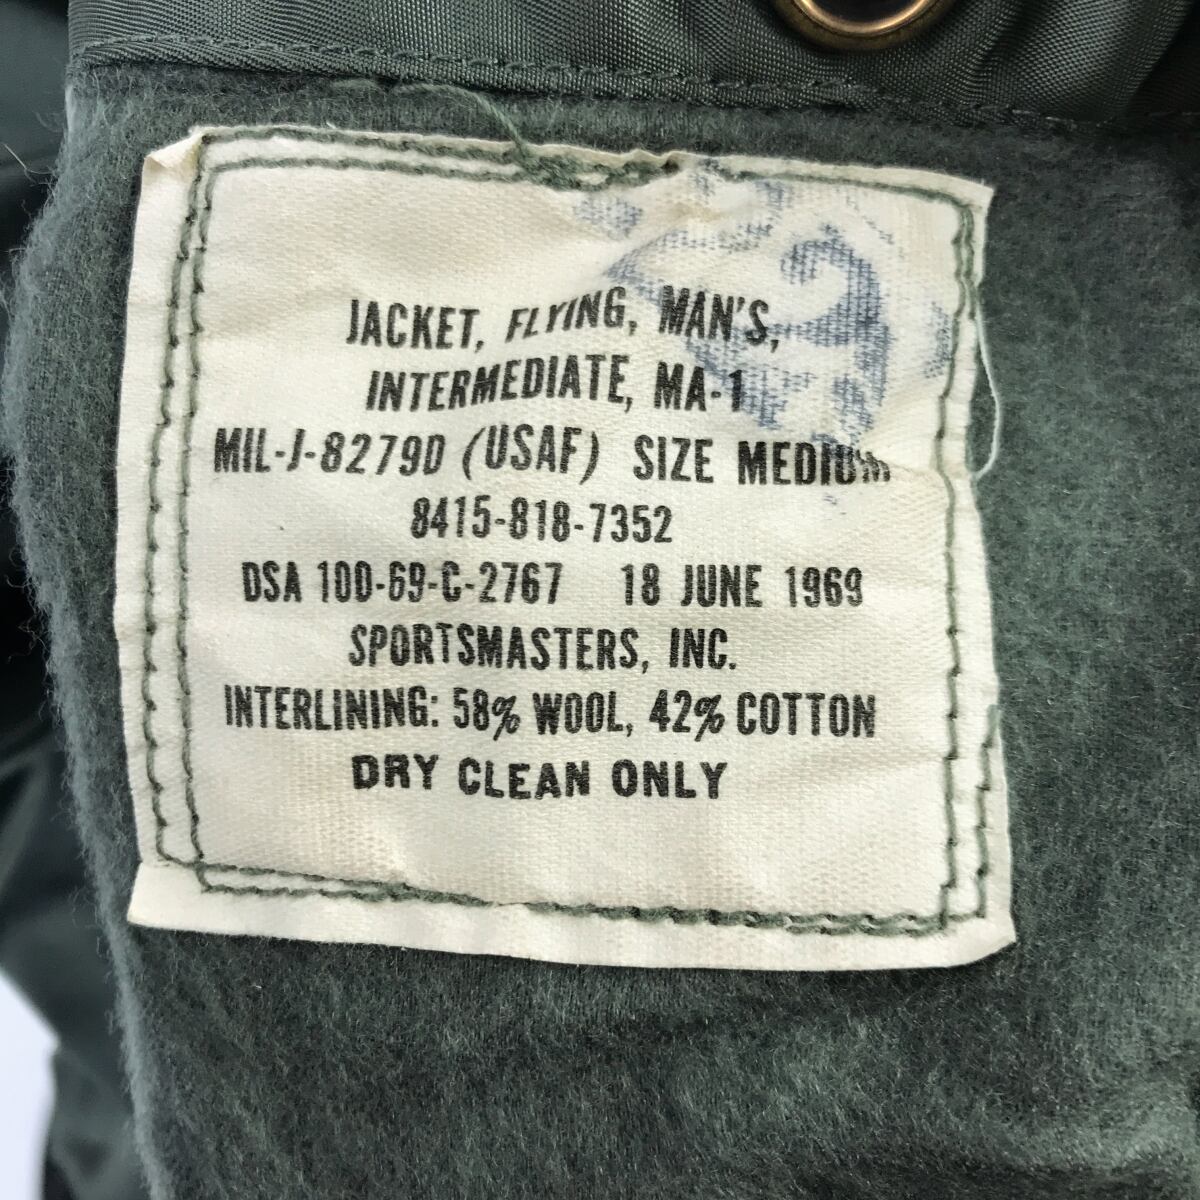 JACKET, FLYING, MAN'S,
INTERMEDIATE, MA-1
MIL-J-8279D (USAF) SIZE MEDIUM
8415-818-7352
DSA 100-69-C-2767 18 JUNE 1969
SPORTSMASTERS, INC.
INTERLINING: 58% WOOL, 42% COTTON
DRY CLEAN ONLY